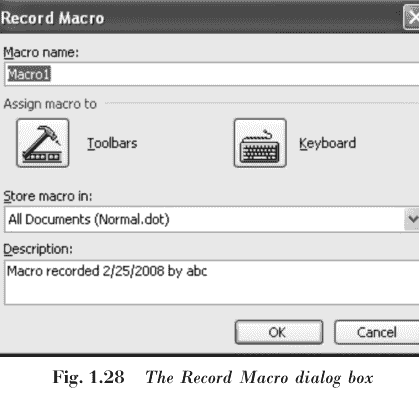 Record Macro
Macro name:
Macro1
Assign macro to
Toolbars
Keyboard
Store macro in:
All Documents (Normal.dot)
Description:
Macro recorded 2/25/2008 by abc
OK
Cancel
Fig. 1.28 The Record Macro dialog box